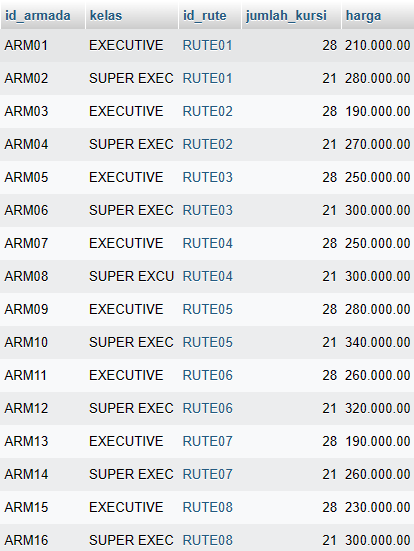 id_armada kelas id_rute jumlah_kursi harga
ARM01 EXECUTIVE RUTE01 28 210.000.00
ARM02 SUPER EXEC RUTE01 21 280.000.00
ARM03 EXECUTIVE RUTE02 28 190.000.00
ARM04 SUPER EXEC RUTE02 21 270.000.00
ARM05 EXECUTIVE RUTE03 28 250.000.00
ARM06 SUPER EXEC RUTE03 21 300.000.00
ARM07 EXECUTIVE RUTE04 28 250.000.00
ARM08 SUPER EXCU RUTE04 21 300.000.00
ARM09 EXECUTIVE RUTE05 28 280.000.00
ARM10 SUPER EXEC RUTE05 21 340.000.00
ARM11 EXECUTIVE RUTE06 28 260.000.00
ARM12 SUPER EXEC RUTE06 21 320.000.00
ARM13 EXECUTIVE RUTE07 28 190.000.00
ARM14 SUPER EXEC RUTE07 21 260.000.00
ARM15 EXECUTIVE RUTE08 28 230.000.00
ARM16 SUPER EXEC RUTE08 21 300.000.00